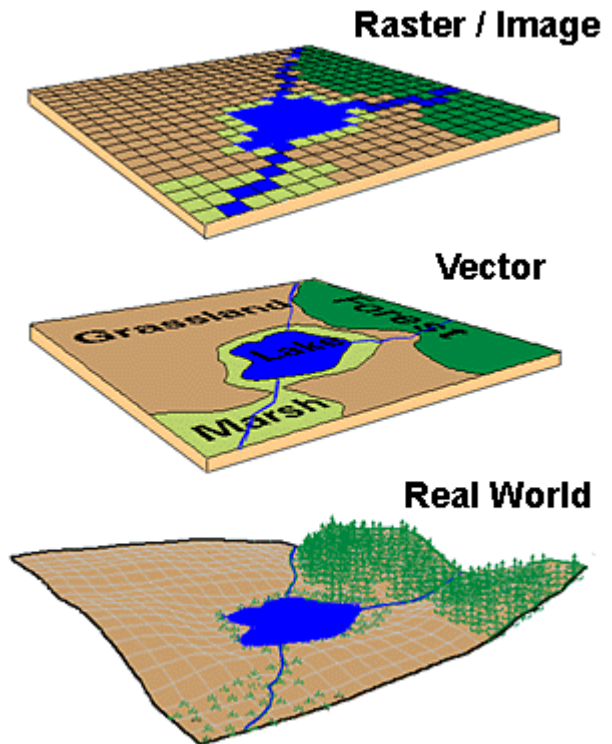 Raster / Image
Vector
Grassland
Forest
Lake
Marsh
Real World